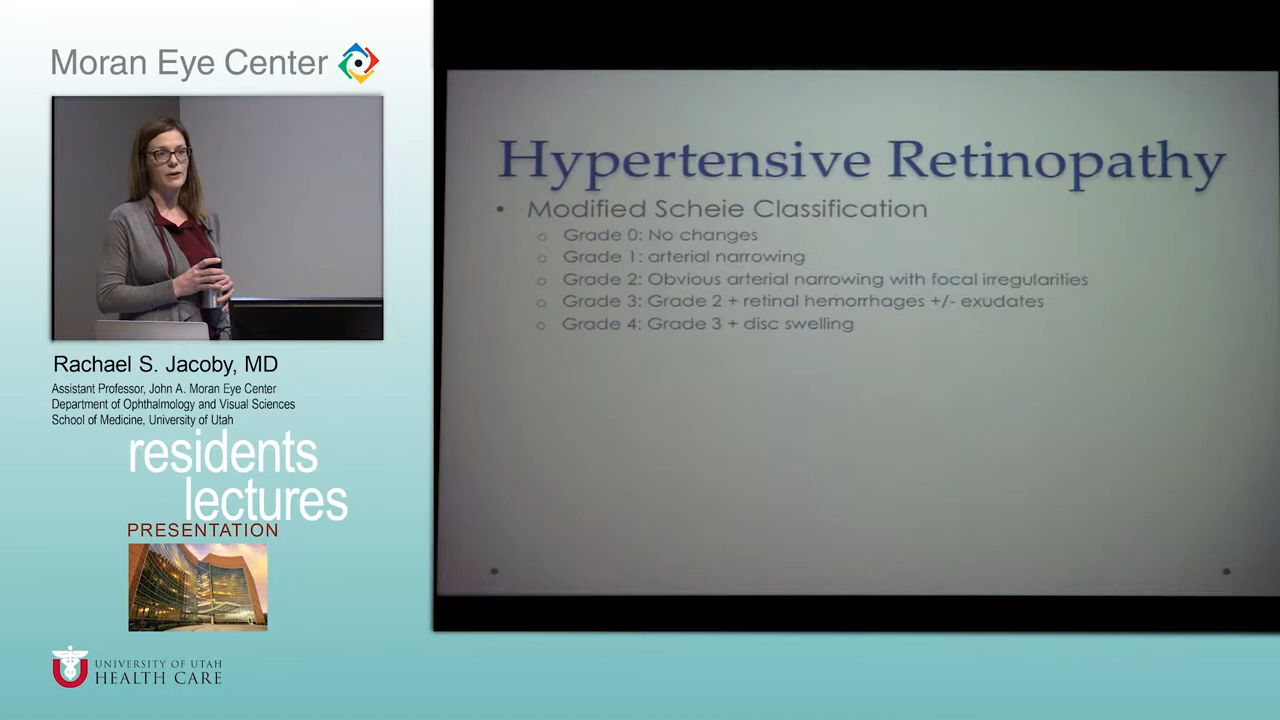 Moran Eye Center
Rachael S. Jacoby, MD
Assistant Professor, John A. Moran Eye Center
Department of Ophthalmology and Visual Sciences
School of Medicine, University of Utah
residents
lectures
PRESENTATION
UNIVERSITY OF UTAH
HEALTH CARE
Hypertensive Retinopathy
• Modified Scheie Classification
o Grade 0: No changes
o Grade 1: arterial narrowing
o Grade 2: Obvious arterial narrowing with focal irregularities
o Grade 3: Grade 2 + retinal hemorrhages +/- exudates
o Grade 4: Grade 3 + disc swelling